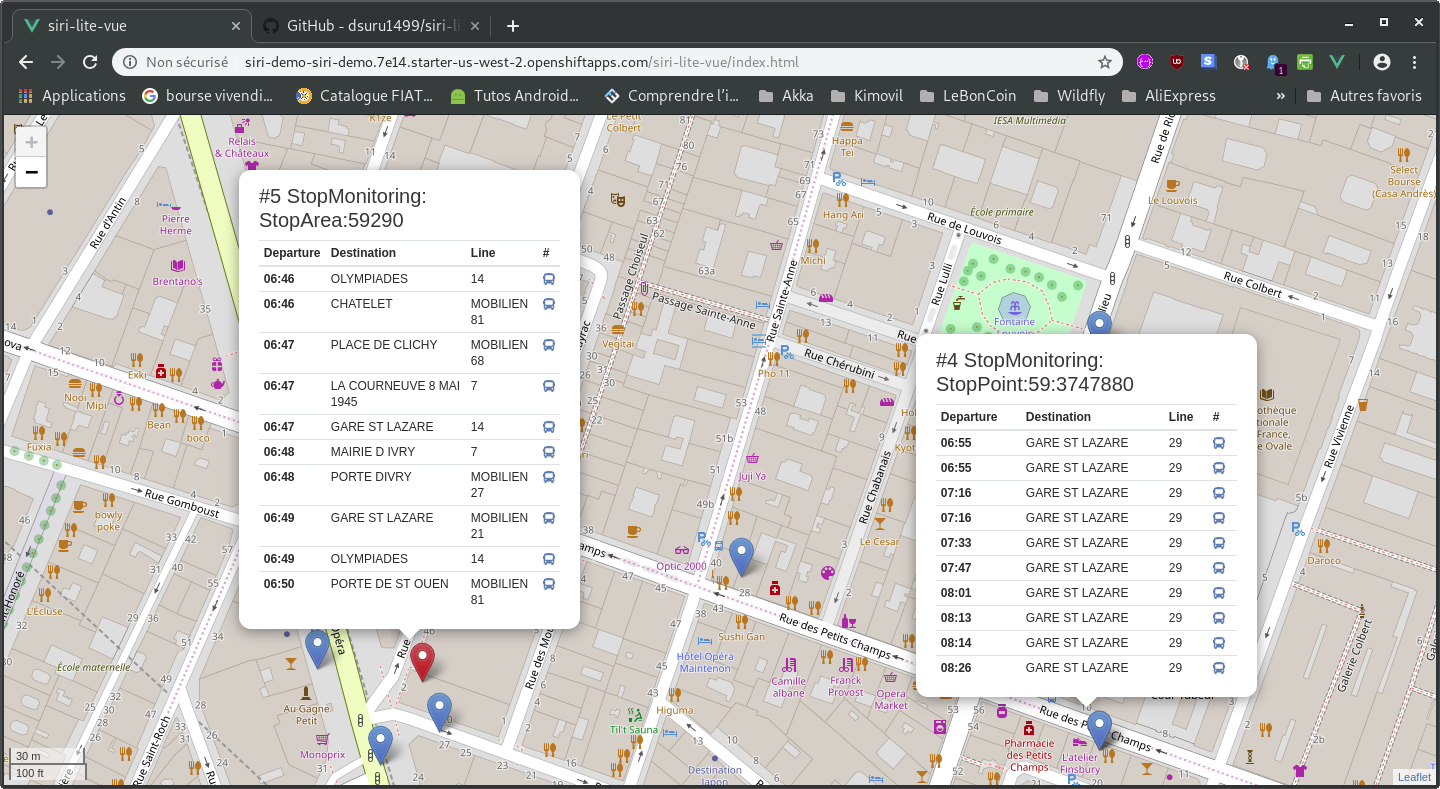 siri-lite-vue
GitHub - dsuru1499/siri-li
Non sécurisé
siri-demo-siri-demo.7e14.starter-us-west-2.openshiftapps.com/siri-lite-vue/index.html
1
Applications
bourse vivendi…
Catalogue FIAT…
Tutos Android…
Comprendre l'i…
Akka
Kimovil
LeBonCoin
Wildfly
AliExpress
»
Autres favoris
+
−
#5 StopMonitoring:
StopArea:59290
Departure Destination Line #
06:46 OLYMPIADES 14
06:46 CHATELET MOBILIEN
81
06:47 PLACE DE CLICHY MOBILIEN
68
06:47 LA COURNEUVE 8 MAI 7
1945
06:47 GARE ST LAZARE 14
06:48 MAIRIE D IVRY 7
06:48 PORTE DIVRY MOBILIEN
27
06:49 GARE ST LAZARE MOBILIEN
21
06:49 OLYMPIADES 14
06:50 PORTE DE ST OUEN MOBILIEN
81
#4 StopMonitoring:
StopPoint:59:3747880
Departure Destination Line #
06:55 GARE ST LAZARE 29
06:55 GARE ST LAZARE 29
07:16 GARE ST LAZARE 29
07:16 GARE ST LAZARE 29
07:33 GARE ST LAZARE 29
07:47 GARE ST LAZARE 29
08:01 GARE ST LAZARE 29
08:13 GARE ST LAZARE 29
08:14 GARE ST LAZARE 29
08:26 GARE ST LAZARE 29
Relais
& Châteaux
Le Petit
Colbert
IESA Multimédia
Happa
Tei
Select
Bourse
(Casa Andrès)
Le Louvois
Pierre
Herme
Rue d'Antin
Brentano's
Hang Ari
École primaire
Rue de Louvois
Michi
63a
Passage Choiseul
Passage Sainte-Anne
Rue Sainte-Anne
Rue Lulli
Rue Colbert
Fontaine
Vegitai
Pho 11
Rue Chérubini
Exki
Nooi
Mipi
Bean
boco
Fuxia
Rue Gomboust
bowly
poke
L'Écluse
51b
Juji Ya
Rue Chabanais
Le Cesar
Rue Vivienne
5b
Daroco
Optic 2000
Rue des Petits Champs
Sushi Gan
Hôtel Opéra
Maintenon
Camille
albane
Franck
Provost
Opera
Market
Higuma
Til't Sauna
École maternelle
Au Gagne
Petit
Monoprix
Rue Saint-Roch
Destination
Japon
Pharmacie
des Petits
Champs
L'atelier
Finsbury
Galerie Colbert
30 m
100 ft
Leaflet